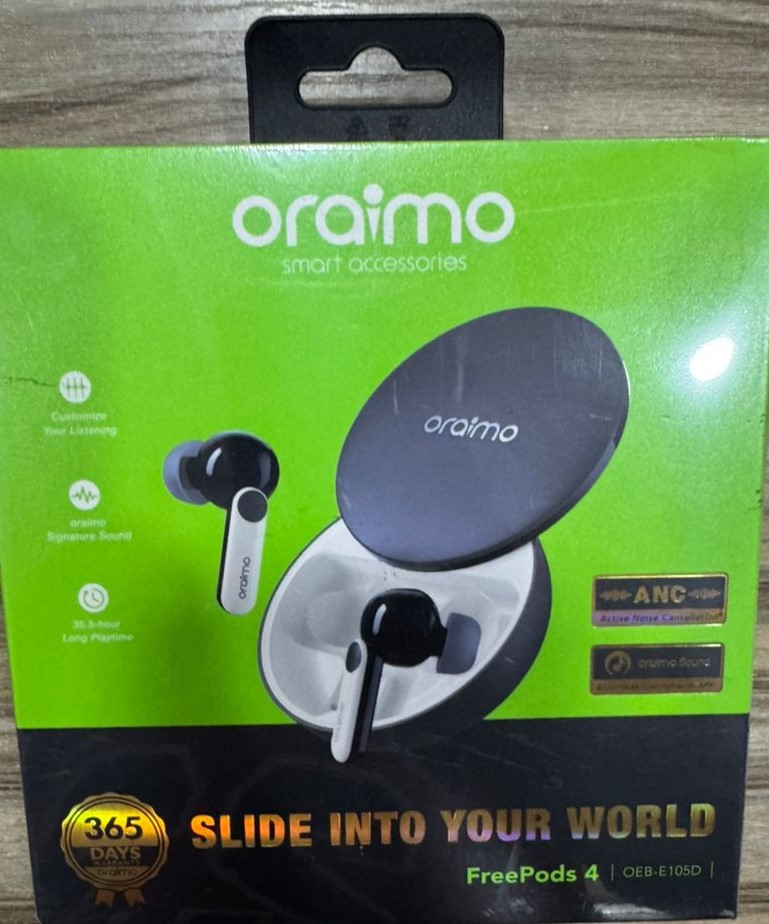 oraimo
smart accessories
oraimo
Customize
Your Listening
oraimo
Signature Sound
oraimo
35.5-hour
Long Playtime
ANC
Active Noise Cancellation
oraimo Sound
365
DAYS
WARRANTY
oraimo
SLIDE INTO YOUR WORLD
FreePods 4 | OEB-E105D |